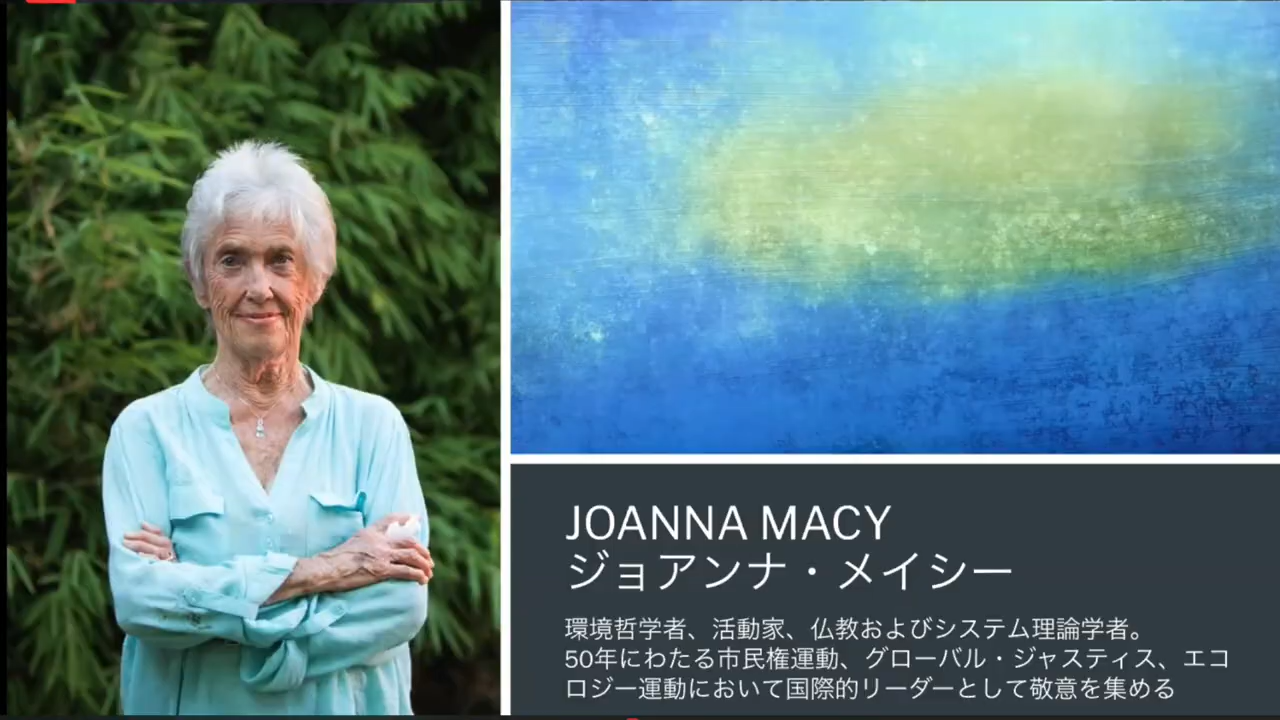 JOANNA MACY
ジョアンナ・メイシー
環境哲学者、活動家、仏教およびシステム理論学者。
50年にわたる市民権運動、グローバル・ジャスティス、エコ
ロジー運動において国際的リーダーとして敬意を集める